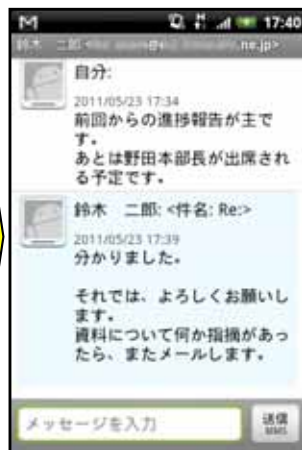 17:40
鈴木 二郎
ne.jp>
自分:
2011/05/23 17:34
前回からの進捗報告が主で
す。
あとは野田本部長が出席され
る予定です。
鈴木 二郎: <件名: Re:>
2011/05/23 17:39
分かりました。
それでは、よろしくお願いし
ます。
資料について何か指摘があっ
たら、またメールします。
メッセージを入力
送信
MMS